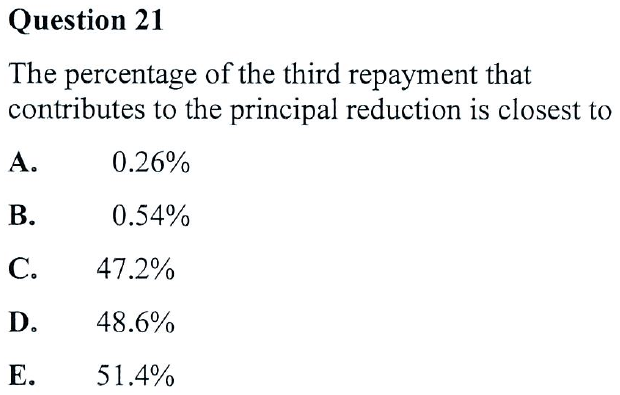 Question 21
The percentage of the third repayment that
contributes to the principal reduction is closest to
A. 0.26%
B. 0.54%
C. 47.2%
D. 48.6%
E. 51.4%